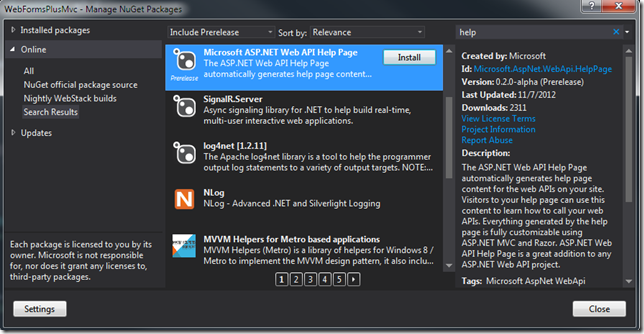 WebFormsPlusMvc - Manage NuGet Packages
Installed packages
Online
All
NuGet official package source
Nightly WebStack builds
Search Results
Updates
Each package is licensed to you by its
owner. Microsoft is not responsible
for, nor does it grant any licenses to,
third-party packages.
Settings
Include Prerelease
Sort by: Relevance
Microsoft ASP.NET Web API Help Page
The ASP.NET Web API Help Page
automatically generates help page content...
Prerelease
Install
SignalR.Server
Async signaling library for .NET to help build real-time,
multi-user interactive web applications.
log4net [1.2.11]
The Apache log4net library is a tool to help the programmer
output log statements to a variety of output targets. NOTE:...
NLog
NLog - Advanced .NET and Silverlight Logging
MVVM Helpers for Metro based applications
MVVM Helpers (Metro) is a library of helpers for Windows 8 /
Metro to implement the MVVM design pattern, it also inclu...
1 2 3 4 5
help
Created by: Microsoft
Id: Microsoft.AspNet.WebApi.HelpPage
Version: 0.2.0-alpha (Prerelease)
Last Updated: 11/7/2012
Downloads: 2311
View License Terms
Project Information
Report Abuse
Description:
The ASP.NET Web API Help Page
automatically generates help page
content for the web APIs on your site.
Visitors to your help page can use this
content to learn how to call your web
APIs. Everything generated by the help
page is fully customizable using
ASP.NET MVC and Razor. ASP.NET Web
API Help Page is a great addition to any
ASP.NET Web API project.
Tags: Microsoft AspNet WebApi
Close